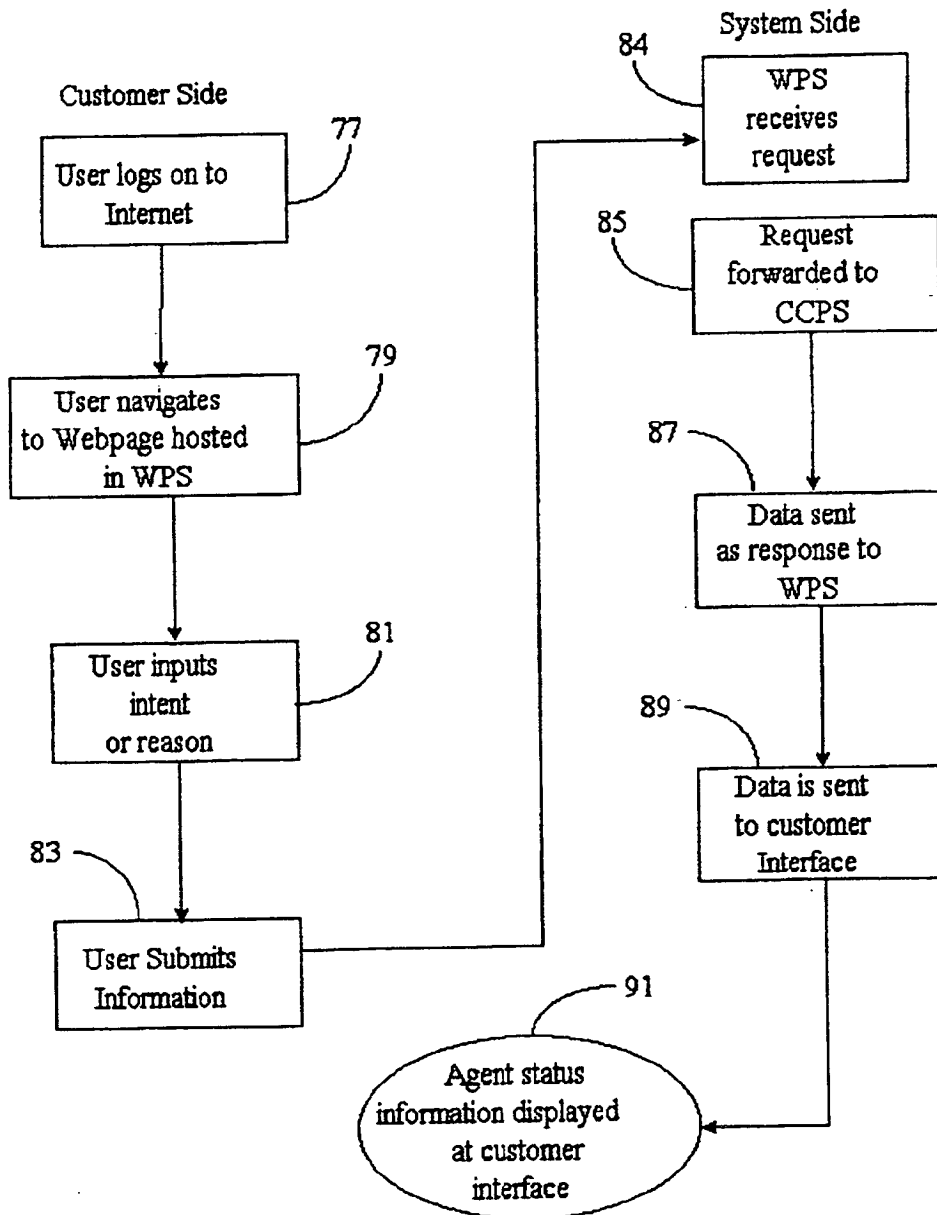 Customer Side
77
User logs on to
Internet
79
User navigates
to Webpage hosted
in WPS
81
User inputs
intent
or reason
83
User Submits
Information
System Side
84
WPS
receives
request
85
Request
forwarded to
CCPS
87
Data sent
as response to
WPS
89
Data is sent
to customer
Interface
91
Agent status
information displayed
at customer
interface